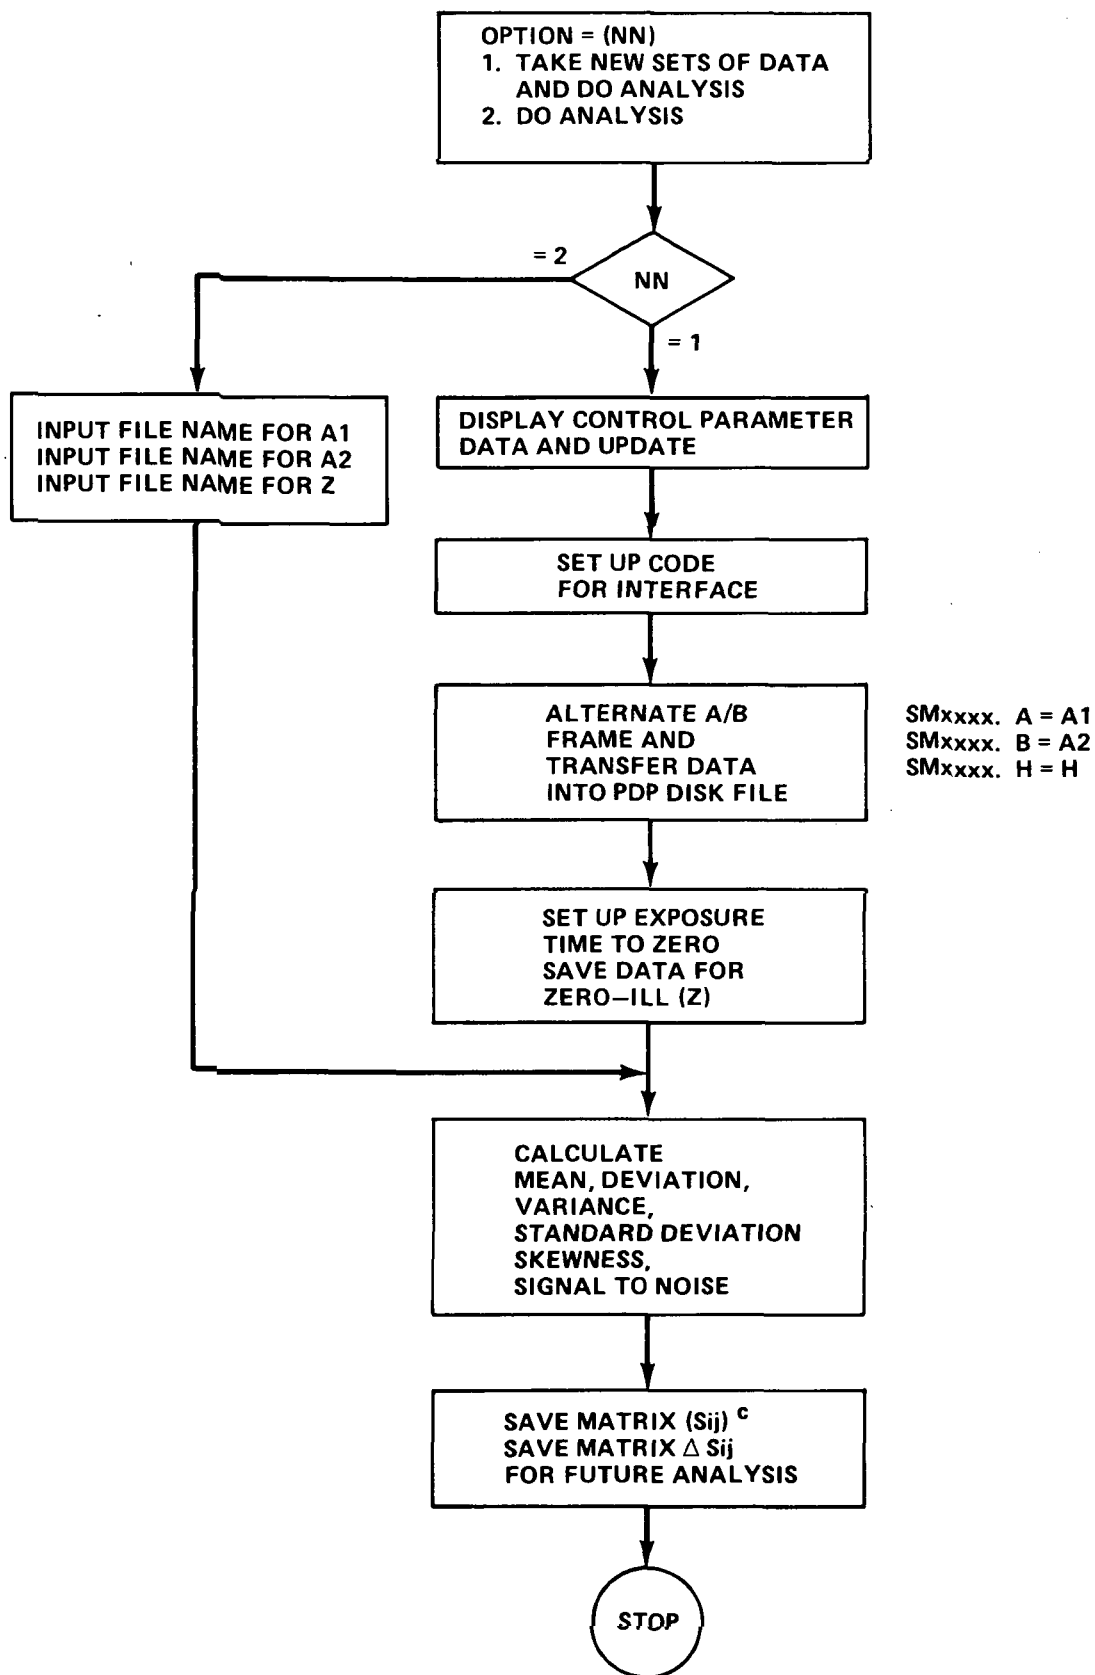 OPTION = (NN)
1. TAKE NEW SETS OF DATA
AND DO ANALYSIS
2. DO ANALYSIS
= 2
NN
= 1
INPUT FILE NAME FOR A1
INPUT FILE NAME FOR A2
INPUT FILE NAME FOR Z
DISPLAY CONTROL PARAMETER
DATA AND UPDATE
SET UP CODE
FOR INTERFACE
ALTERNATE A/B
FRAME AND
TRANSFER DATA
INTO PDP DISK FILE
SMxxxx. A = A1
SMxxxx. B = A2
SMxxxx. H = H
SET UP EXPOSURE
TIME TO ZERO
SAVE DATA FOR
ZERO–ILL (Z)
CALCULATE
MEAN, DEVIATION,
VARIANCE,
STANDARD DEVIATION
SKEWNESS,
SIGNAL TO NOISE
SAVE MATRIX (Sij) c
SAVE MATRIX Δ Sij
FOR FUTURE ANALYSIS
STOP